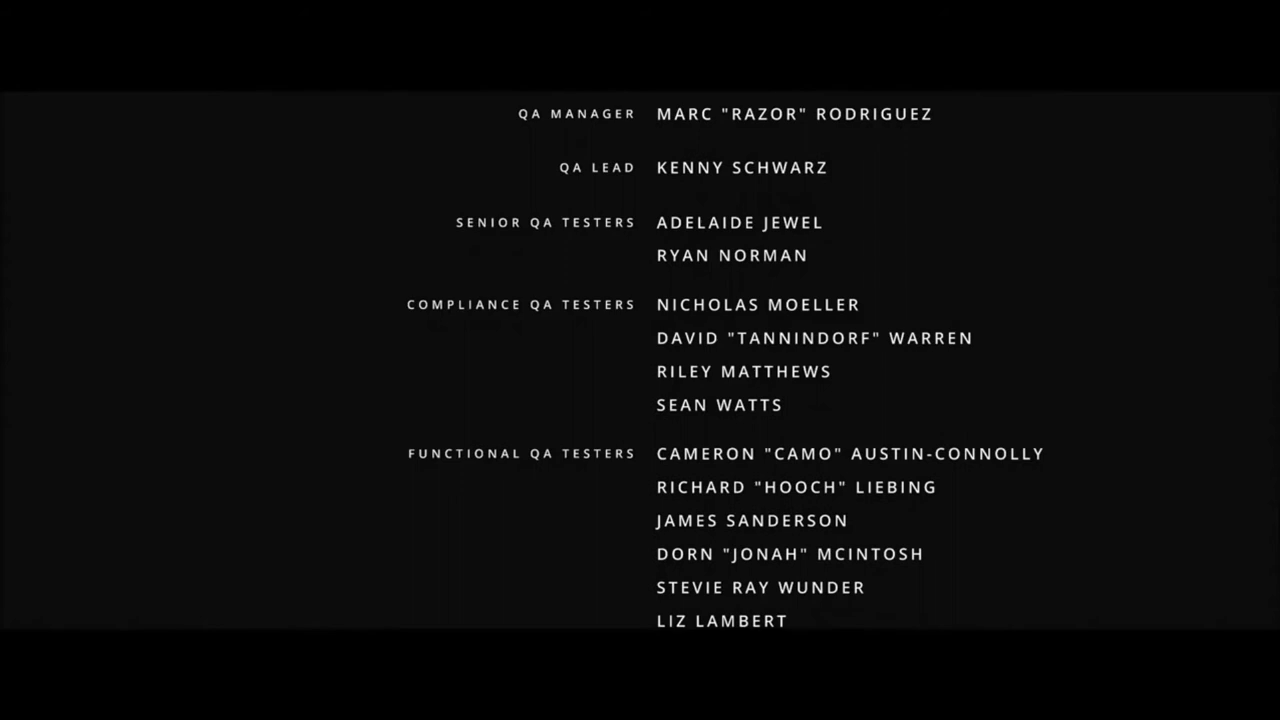 QA MANAGER MARC "RAZOR" RODRIGUEZ
QA LEAD KENNY SCHWARZ
SENIOR QA TESTERS ADELAIDE JEWEL
RYAN NORMAN
COMPLIANCE QA TESTERS NICHOLAS MOELLER
DAVID "TANNINDORF" WARREN
RILEY MATTHEWS
SEAN WATTS
FUNCTIONAL QA TESTERS CAMERON "CAMO" AUSTIN-CONNOLLY
RICHARD "HOOCH" LIEBING
JAMES SANDERSON
DORN "JONAH" MCINTOSH
STEVIE RAY WUNDER
LIZ LAMBERT